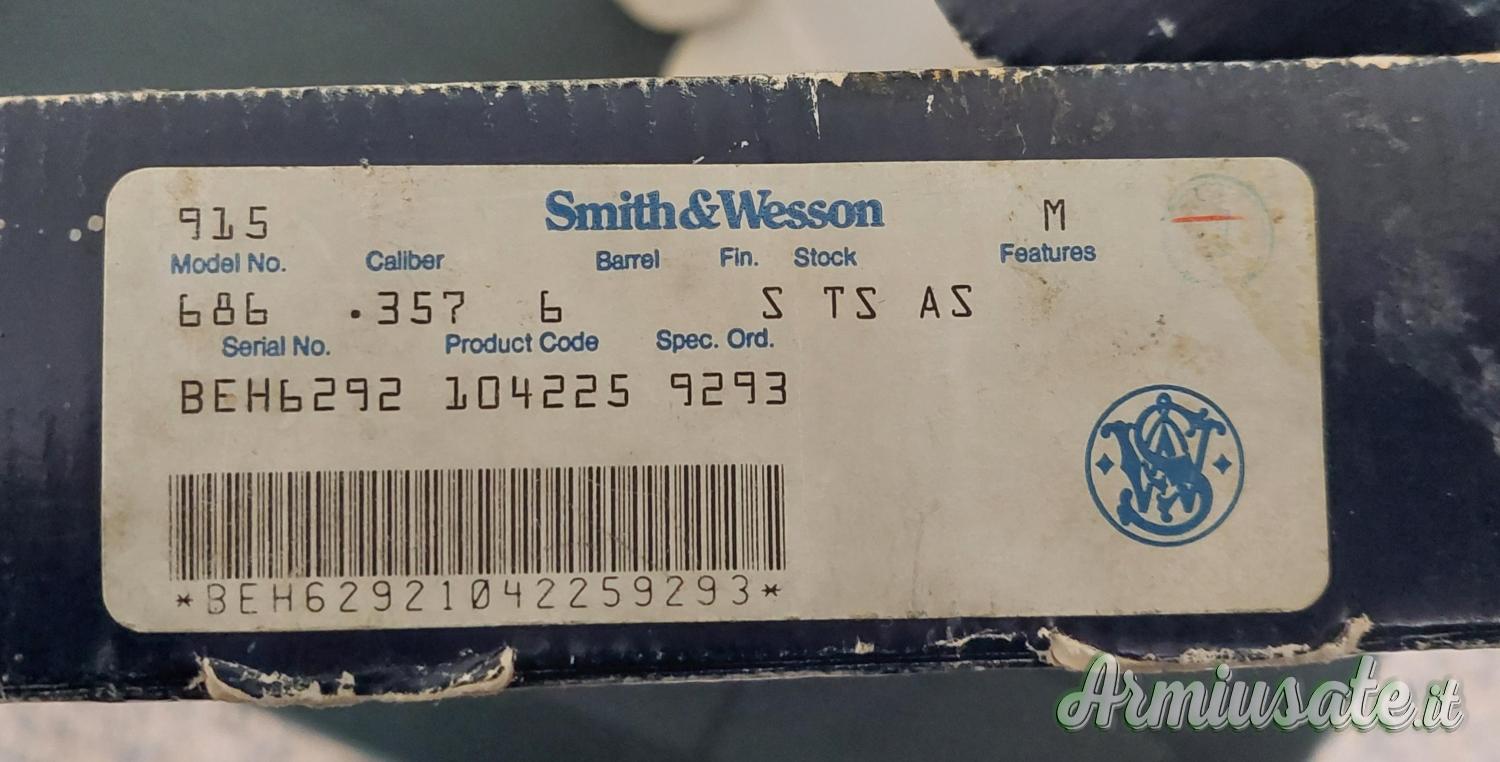 915 Smith&Wesson M
Model No. Caliber Barrel Fin. Stock Features
686 .357 6 S TS AS
Serial No. Product Code Spec. Ord.
BEH6292 104225 9293
*BEH62921042259293*
Armiusate.it